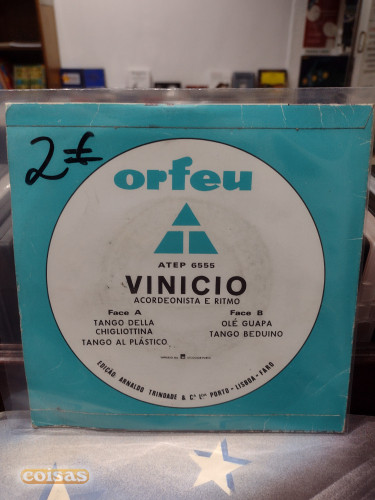 2€
orfeu
ATEP 6555
VINICIO
ACORDEONISTA E RITMO
Face A
TANGO DELLA
CHIGLIOTTINA
TANGO AL PLÁSTICO
Face B
OLÉ GUAPA
TANGO BEDUINO
EDIÇÃO ARNALDO TRINDADE & Cª Lda PORTO - LISBOA - FARO
coisas